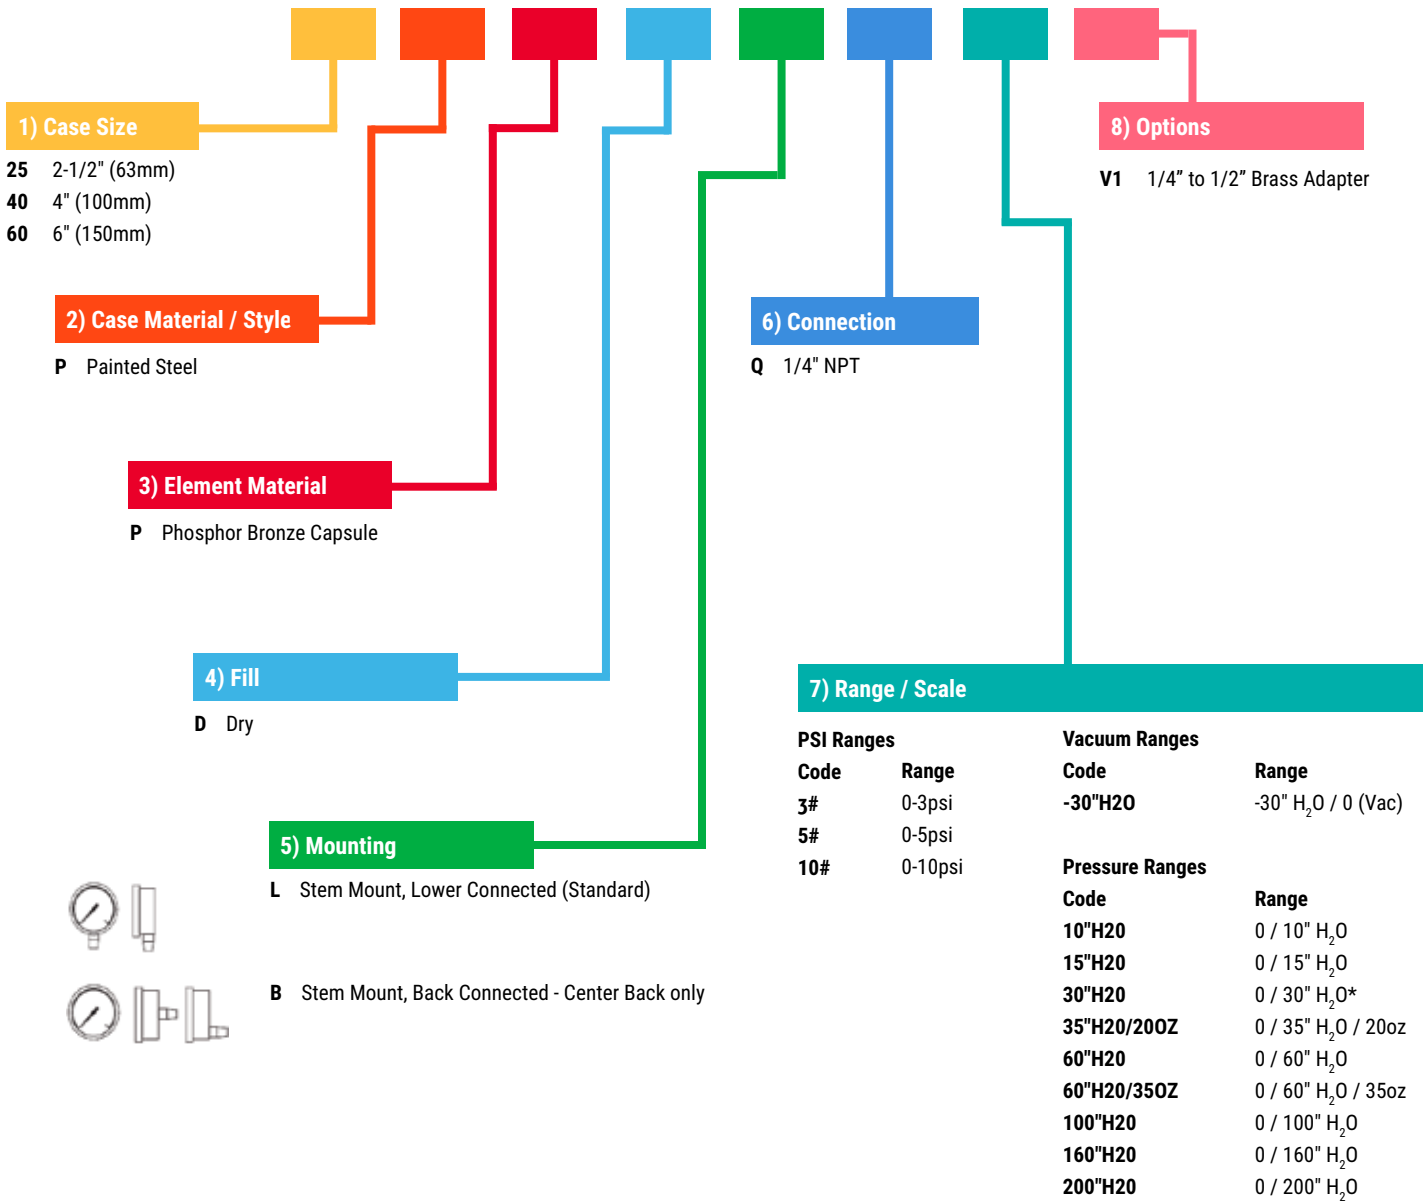 1) Case Size
25 2-1/2" (63mm)
40 4" (100mm)
60 6" (150mm)
8) Options
V1 1/4” to 1/2” Brass Adapter
2) Case Material / Style
P Painted Steel
6) Connection
Q 1/4" NPT
3) Element Material
P Phosphor Bronze Capsule
4) Fill
D Dry
5) Mounting
L Stem Mount, Lower Connected (Standard)
B Stem Mount, Back Connected - Center Back only
7) Range / Scale
PSI Ranges
Code Range
3# 0-3psi
5# 0-5psi
10# 0-10psi
Vacuum Ranges
Code Range
-30"H2O -30" H₂O / 0 (Vac)
Pressure Ranges
Code Range
10"H20 0 / 10" H₂O
15"H20 0 / 15" H₂O
30"H20 0 / 30" H₂O*
35"H20/20OZ 0 / 35" H₂O / 20oz
60"H20 0 / 60" H₂O
60"H20/35OZ 0 / 60" H₂O / 35oz
100"H20 0 / 100" H₂O
160"H20 0 / 160" H₂O
200"H20 0 / 200" H₂O